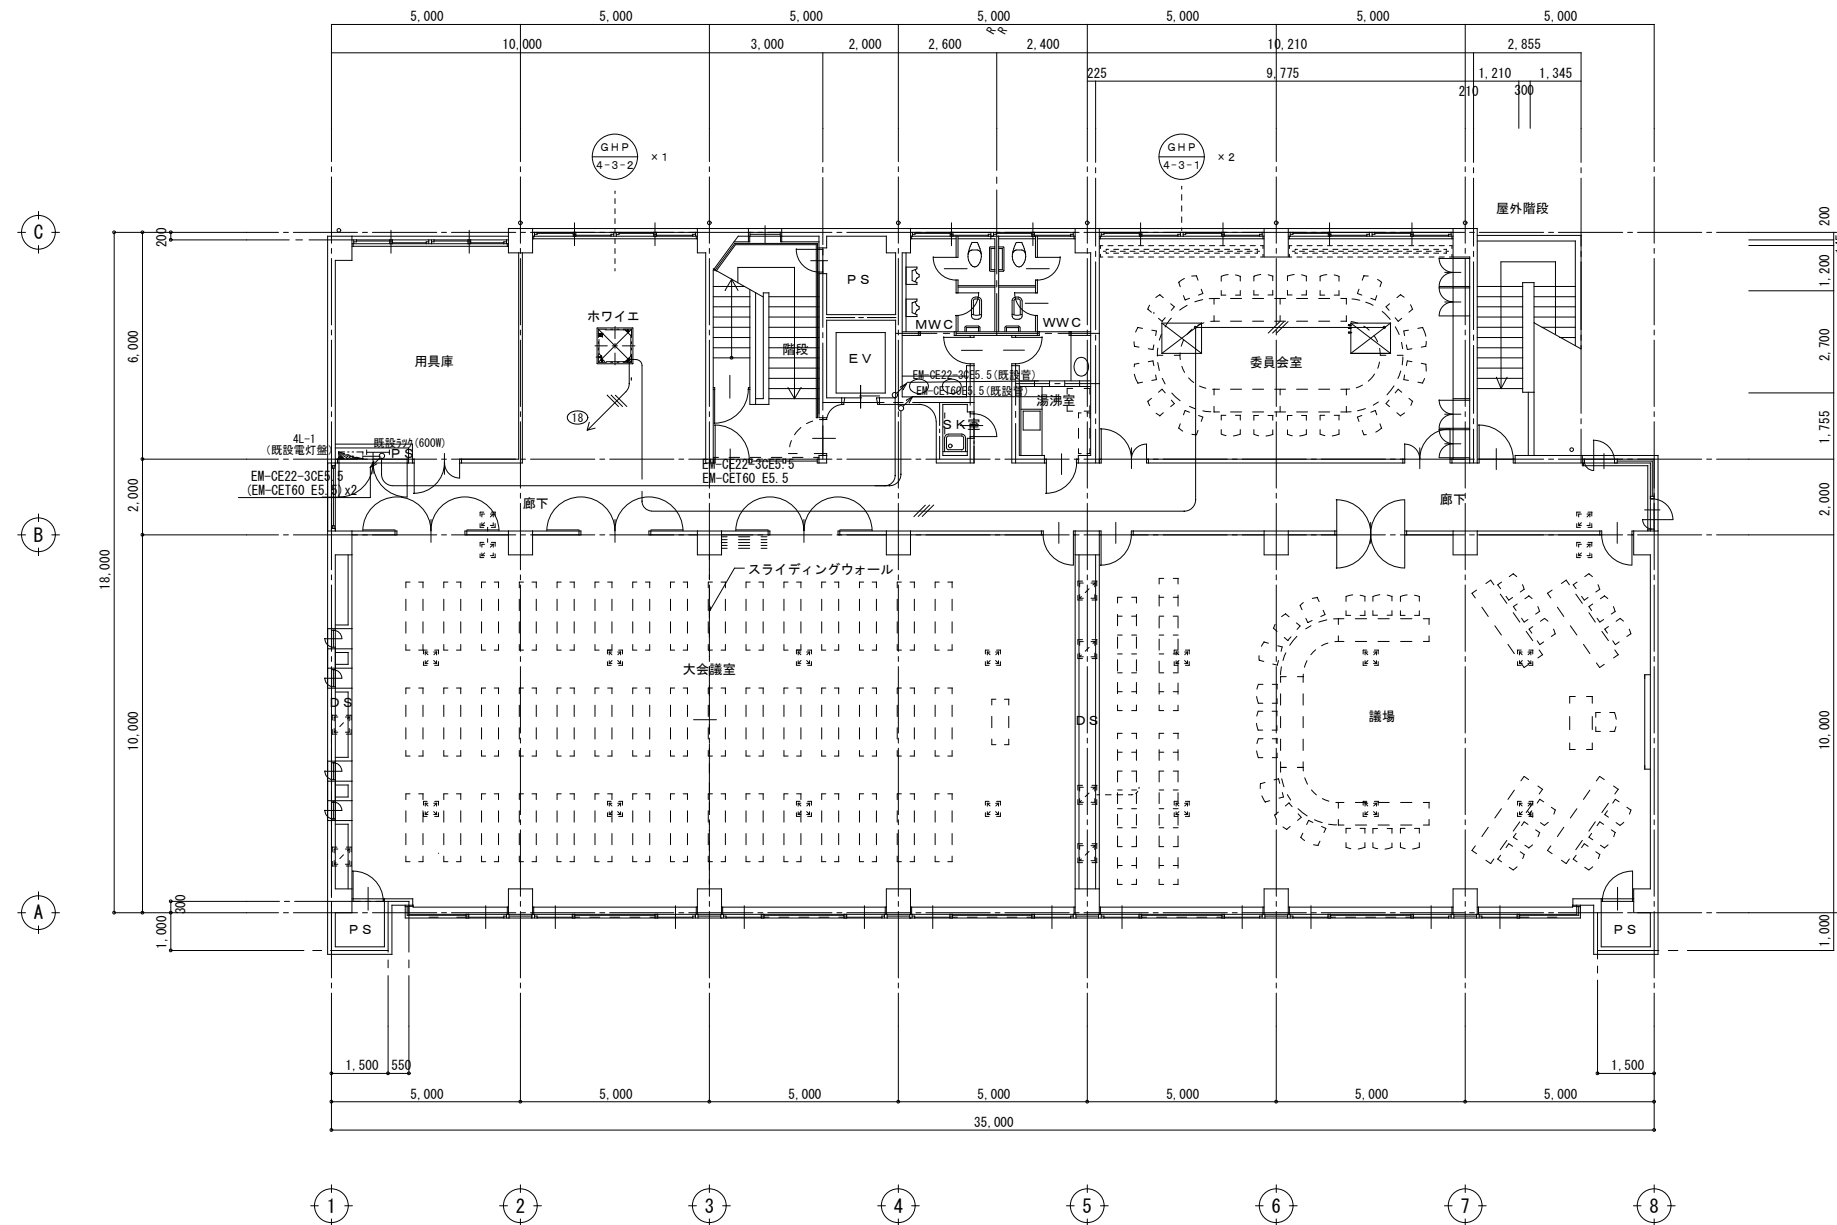 5,000 5,000 5,000 5,000 5,000 5,000 5,000
10,000 3,000 2,000 2,600 2,400 10,210 2,855
225 9,775 1,210 1,345
210 300
GHP
4-3-2
×1
GHP
4-3-1
×2
屋外階段
C
200
200
PS
1,200
ホワイエ
MWC
WWC
6,000
用具庫
階段
EV
委員会室
2,700
EM-CE22-3CE5.5(既設管)
EM-CET60E5.5(既設管)
湯沸室
18
SK室
4L-1
(既設電灯盤)
既設ラック(600W)
PS
1,755
EM-CE22-3CE5.5
(EM-CET60 E5.5)x2
EM-CE22-3CE5.5
EM-CET60 E5.5
2,000
廊下
廊下
2,000
B
18,000
スライディングウォール
大会議室
DS
DS
議場
10,000
10,000
A
300
1,000
PS
PS
1,000
1,500 550
1,500
5,000 5,000 5,000 5,000 5,000 5,000 5,000
35,000
1 2 3 4 5 6 7 8